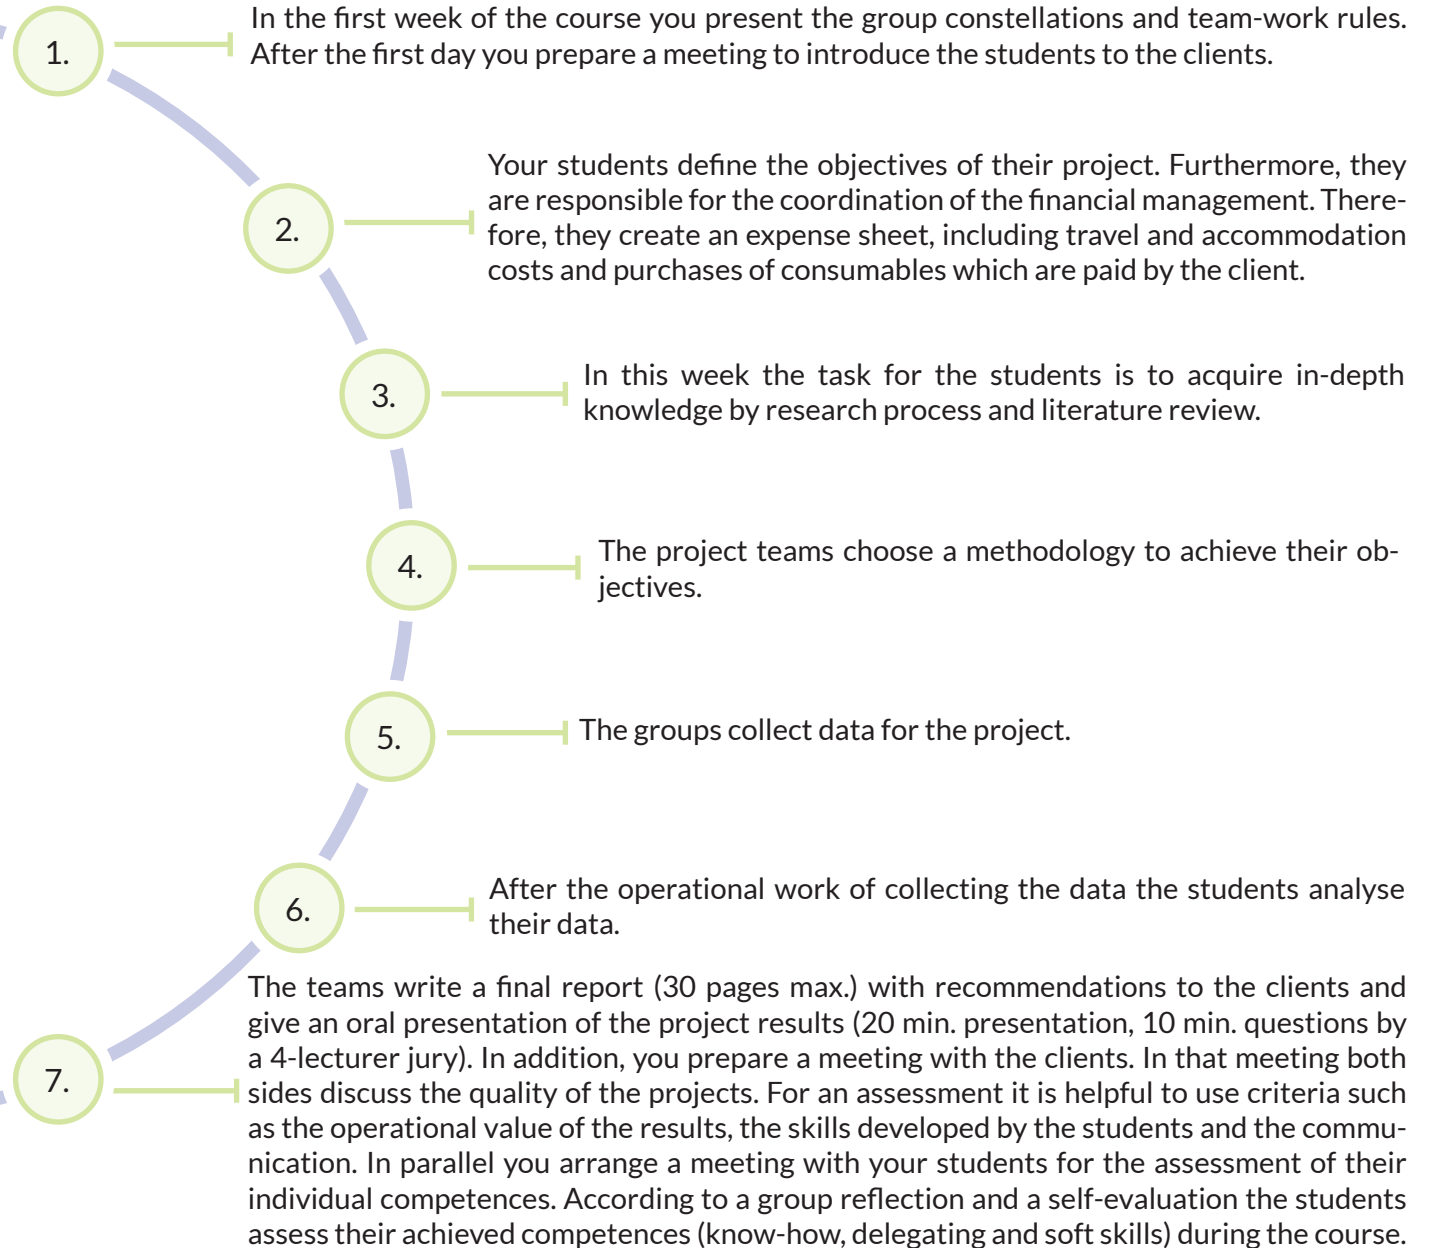 1.
In the first week of the course you present the group constellations and team-work rules.
After the first day you prepare a meeting to introduce the students to the clients.
2.
Your students define the objectives of their project. Furthermore, they
are responsible for the coordination of the financial management. There-
fore, they create an expense sheet, including travel and accommodation
costs and purchases of consumables which are paid by the client.
3.
In this week the task for the students is to acquire in-depth
knowledge by research process and literature review.
4.
The project teams choose a methodology to achieve their ob-
jectives.
5.
The groups collect data for the project.
6.
After the operational work of collecting the data the students analyse
their data.
7.
The teams write a final report (30 pages max.) with recommendations to the clients and
give an oral presentation of the project results (20 min. presentation, 10 min. questions by
a 4-lecturer jury). In addition, you prepare a meeting with the clients. In that meeting both
sides discuss the quality of the projects. For an assessment it is helpful to use criteria such
as the operational value of the results, the skills developed by the students and the commu-
nication. In parallel you arrange a meeting with your students for the assessment of their
individual competences. According to a group reflection and a self-evaluation the students
assess their achieved competences (know-how, delegating and soft skills) during the course.